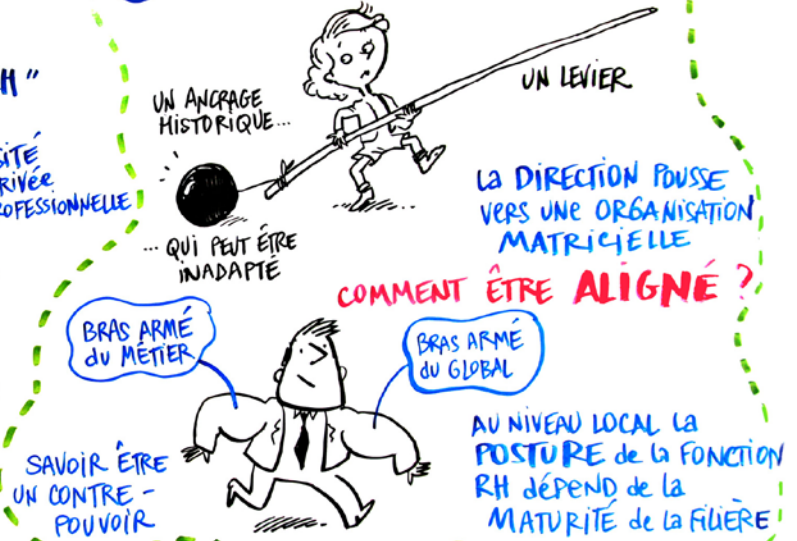 H"
SITÉ
RIVÉE
OFESSIONNELLE
UN ANCRAGE
HISTORIQUE...
... QUI PEUT ÊTRE
INADAPTÉ
UN LEVIER
LA DIRECTION POUSSE
VERS UNE ORGANISATION
MATRICIELLE
COMMENT ÊTRE ALIGNÉ ?
BRAS ARMÉ
du MÉTIER
BRAS ARMÉ
du GLOBAL
SAVOIR ÊTRE
UN CONTRE-
POUVOIR
AU NIVEAU LOCAL La
POSTURE de la FONCTION
RH dÉPEND de la
MATURITÉ de la FILIÈRE